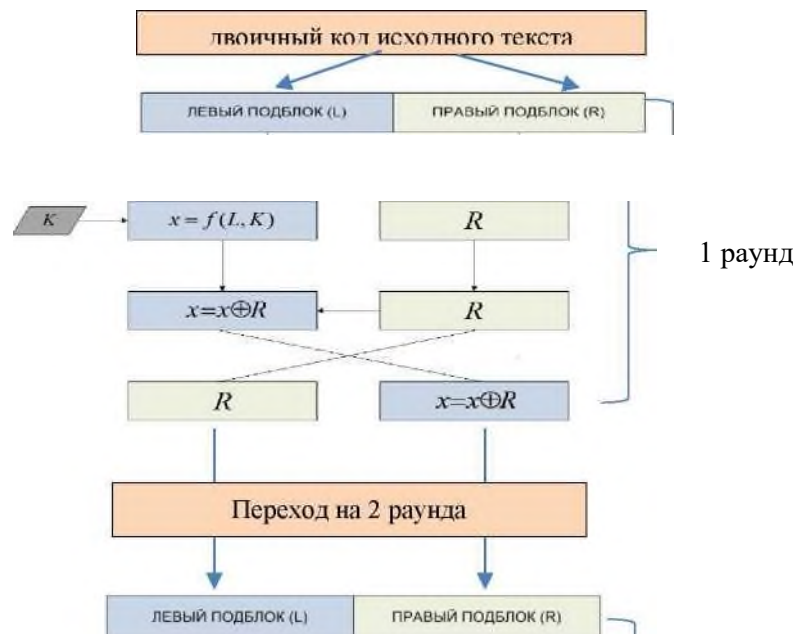 двоичный код исходного текста
ЛЕВЫЙ ПОДБЛОК (L) ПРАВЫЙ ПОДБЛОК (R)
K x = f(L, K) R
1 раунд
x=x⊕R R
R x=x⊕R
Переход на 2 раунда
ЛЕВЫЙ ПОДБЛОК (L) ПРАВЫЙ ПОДБЛОК (R)